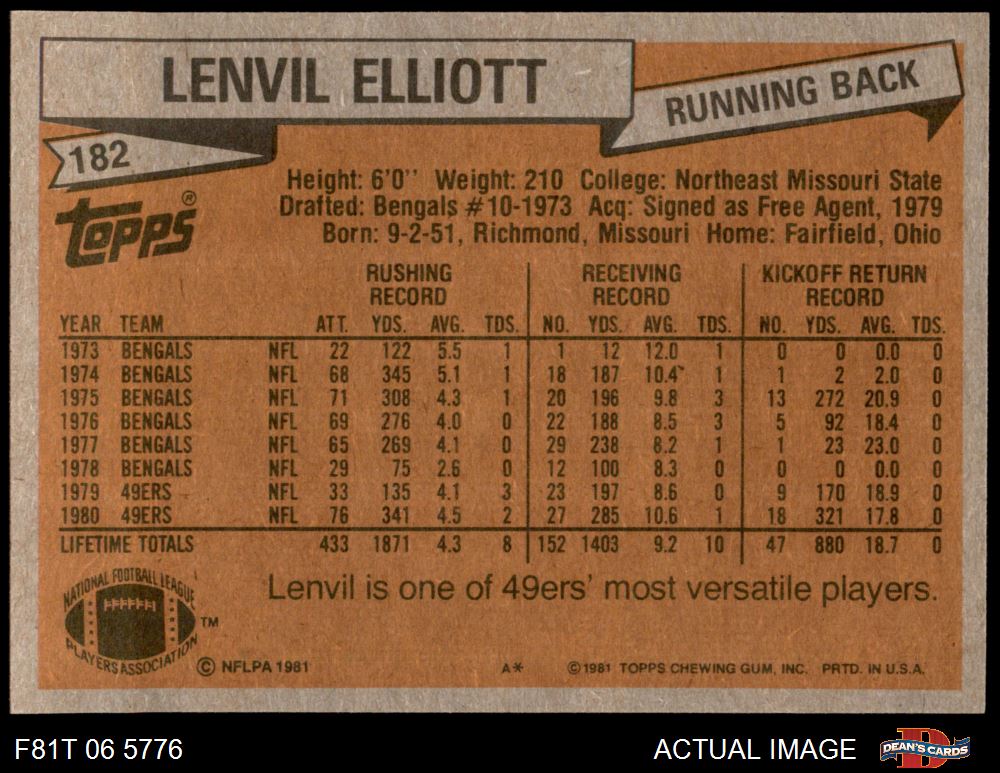 LENVIL ELLIOTT
RUNNING BACK
182
TOPPS®
Height: 6'0'' Weight: 210 College: Northeast Missouri State
Drafted: Bengals #10-1973 Acq: Signed as Free Agent, 1979
Born: 9-2-51, Richmond, Missouri Home: Fairfield, Ohio
RUSHING RECORD RECEIVING RECORD KICKOFF RETURN RECORD
YEAR TEAM ATT. YDS. AVG. TDS. NO. YDS. AVG. TDS. NO. YDS. AVG. TDS.
1973 BENGALS NFL 22 122 5.5 1 1 12 12.0 1 0 0 0.0 0
1974 BENGALS NFL 68 345 5.1 1 18 187 10.4 1 1 2 2.0 0
1975 BENGALS NFL 71 308 4.3 1 20 196 9.8 3 13 272 20.9 0
1976 BENGALS NFL 69 276 4.0 0 22 188 8.5 3 5 92 18.4 0
1977 BENGALS NFL 65 269 4.1 0 29 238 8.2 1 1 23 23.0 0
1978 BENGALS NFL 29 75 2.6 0 12 100 8.3 0 0 0 0.0 0
1979 49ERS NFL 33 135 4.1 3 23 197 8.6 0 9 170 18.9 0
1980 49ERS NFL 76 341 4.5 2 27 285 10.6 1 18 321 17.8 0
LIFETIME TOTALS 433 1871 4.3 8 152 1403 9.2 10 47 880 18.7 0
Lenvil is one of 49ers' most versatile players.
NATIONAL FOOTBALL LEAGUE
PLAYERS ASSOCIATION
TM
© NFLPA 1981 A* ©1981 TOPPS CHEWING GUM, INC. PRTD. IN U.S.A.
F81T 06 5776 ACTUAL IMAGE DEAN'S CARDS